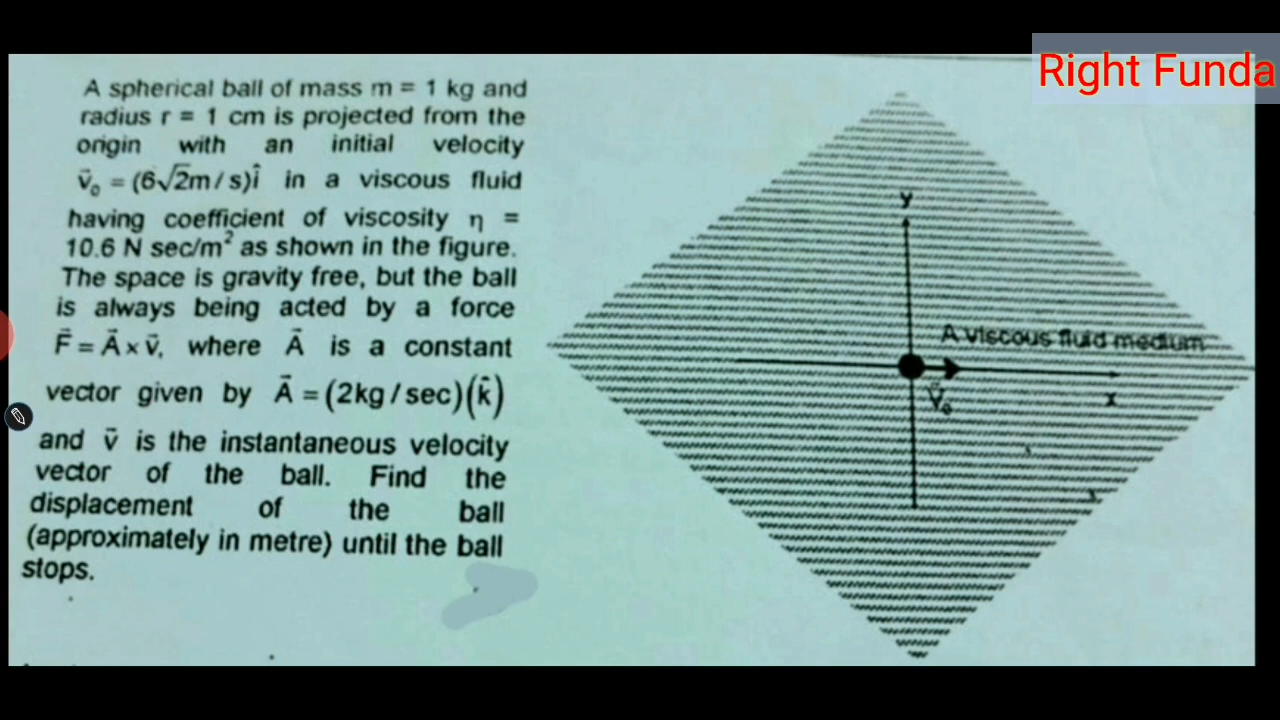 Right Funda
A spherical ball of mass m = 1 kg and
radius r = 1 cm is projected from the
origin with an initial velocity
v⃗₀ = (6√2m/s)î in a viscous fluid
having coefficient of viscosity η =
10.6 N sec/m² as shown in the figure.
The space is gravity free, but the ball
is always being acted by a force
F⃗ = A⃗ × v⃗, where A⃗ is a constant
vector given by A⃗ = (2kg/sec)(k̂)
and v⃗ is the instantaneous velocity
vector of the ball. Find the
displacement of the ball
(approximately in metre) until the ball
stops.
y
A viscous fluid medium
V⃗₀
x